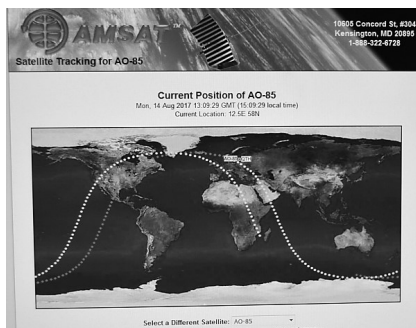 AMSAT™
10605 Concord St, #304
Kensington, MD 20895
1-888-322-6728
Satellite Tracking for AO-85
Current Position of AO-85
Mon, 14 Aug 2017 13:09:29 GMT (15:09:29 local time)
Current Location: 12.5E 58N
Select a Different Satellite: AO-85